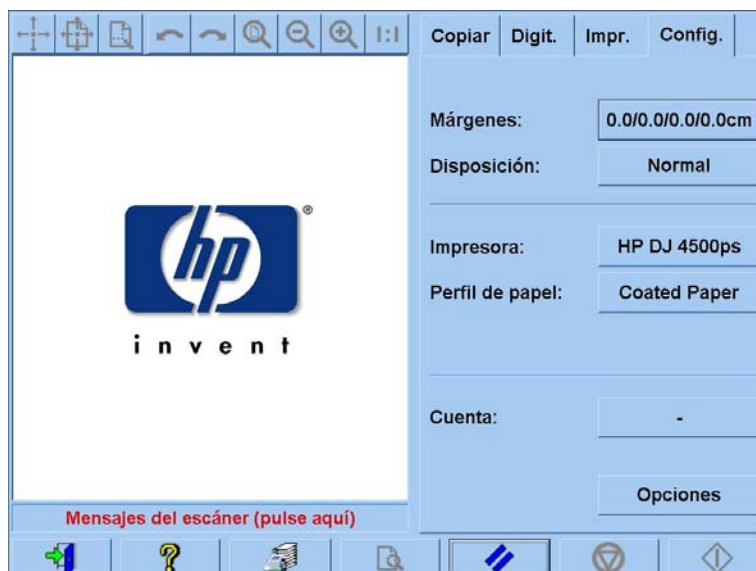 1:1
Copiar
Digit.
Impr.
Config.
hp
®
invent
Márgenes:
0.0/0.0/0.0/0.0cm
Disposición:
Normal
Impresora:
HP DJ 4500ps
Perfil de papel:
Coated Paper
Cuenta:
-
Opciones
Mensajes del escáner (pulse aquí)